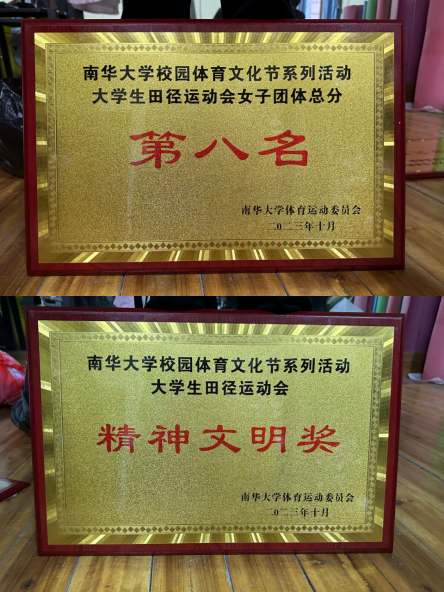 南华大学校园体育文化节系列活动
大学生田径运动会女子团体总分
第八名
南华大学体育运动委员会
二0二三年十月
南华大学校园体育文化节系列活动
大学生田径运动会
精神文明奖
南华大学体育运动委员会
二0二三年十月